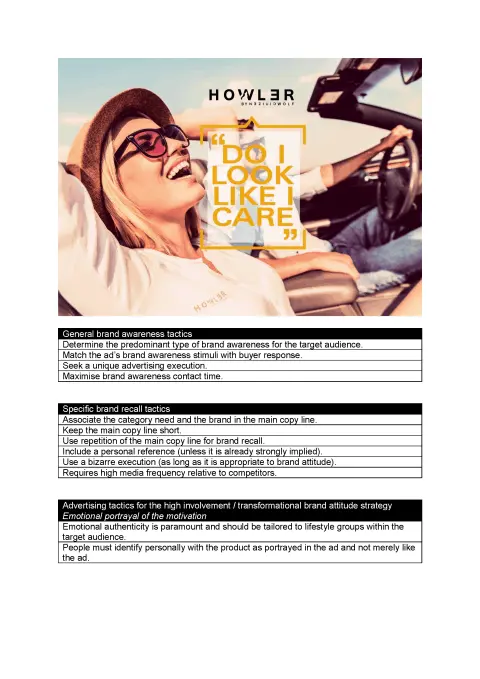 HOWLER
“DO I
LOOK
LIKE I
CARE
”
HOWLER
General brand awareness tactics
Determine the predominant type of brand awareness for the target audience.
Match the ad’s brand awareness stimuli with buyer response.
Seek a unique advertising execution.
Maximise brand awareness contact time.
Specific brand recall tactics
Associate the category need and the brand in the main copy line.
Keep the main copy line short.
Use repetition of the main copy line for brand recall.
Include a personal reference (unless it is already strongly implied).
Use a bizarre execution (as long as it is appropriate to brand attitude).
Requires high media frequency relative to competitors.
Advertising tactics for the high involvement / transformational brand attitude strategy
Emotional portrayal of the motivation
Emotional authenticity is paramount and should be tailored to lifestyle groups within the
target audience.
People must identify personally with the product as portrayed in the ad and not merely like
the ad.